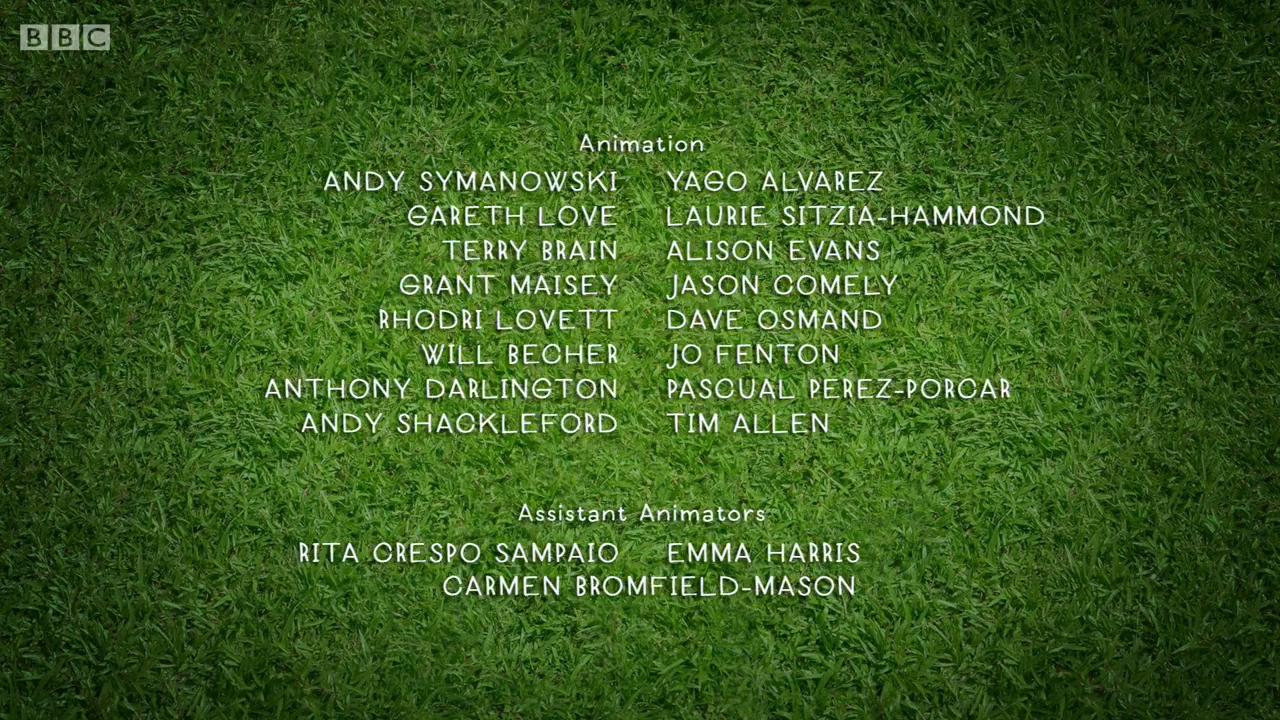 BBC
Animation
ANDY SYMANOWSKI YAGO ALVAREZ
GARETH LOVE LAURIE SITZIA-HAMMOND
TERRY BRAIN ALISON EVANS
GRANT MAISEY JASON COMELY
RHODRI LOVETT DAVE OSMAND
WILL BECHER JO FENTON
ANTHONY DARLINGTON PASCUAL PEREZ-PORCAR
ANDY SHACKLEFORD TIM ALLEN
Assistant Animators
RITA CRESPO SAMPAIO EMMA HARRIS
CARMEN BROMFIELD-MASON